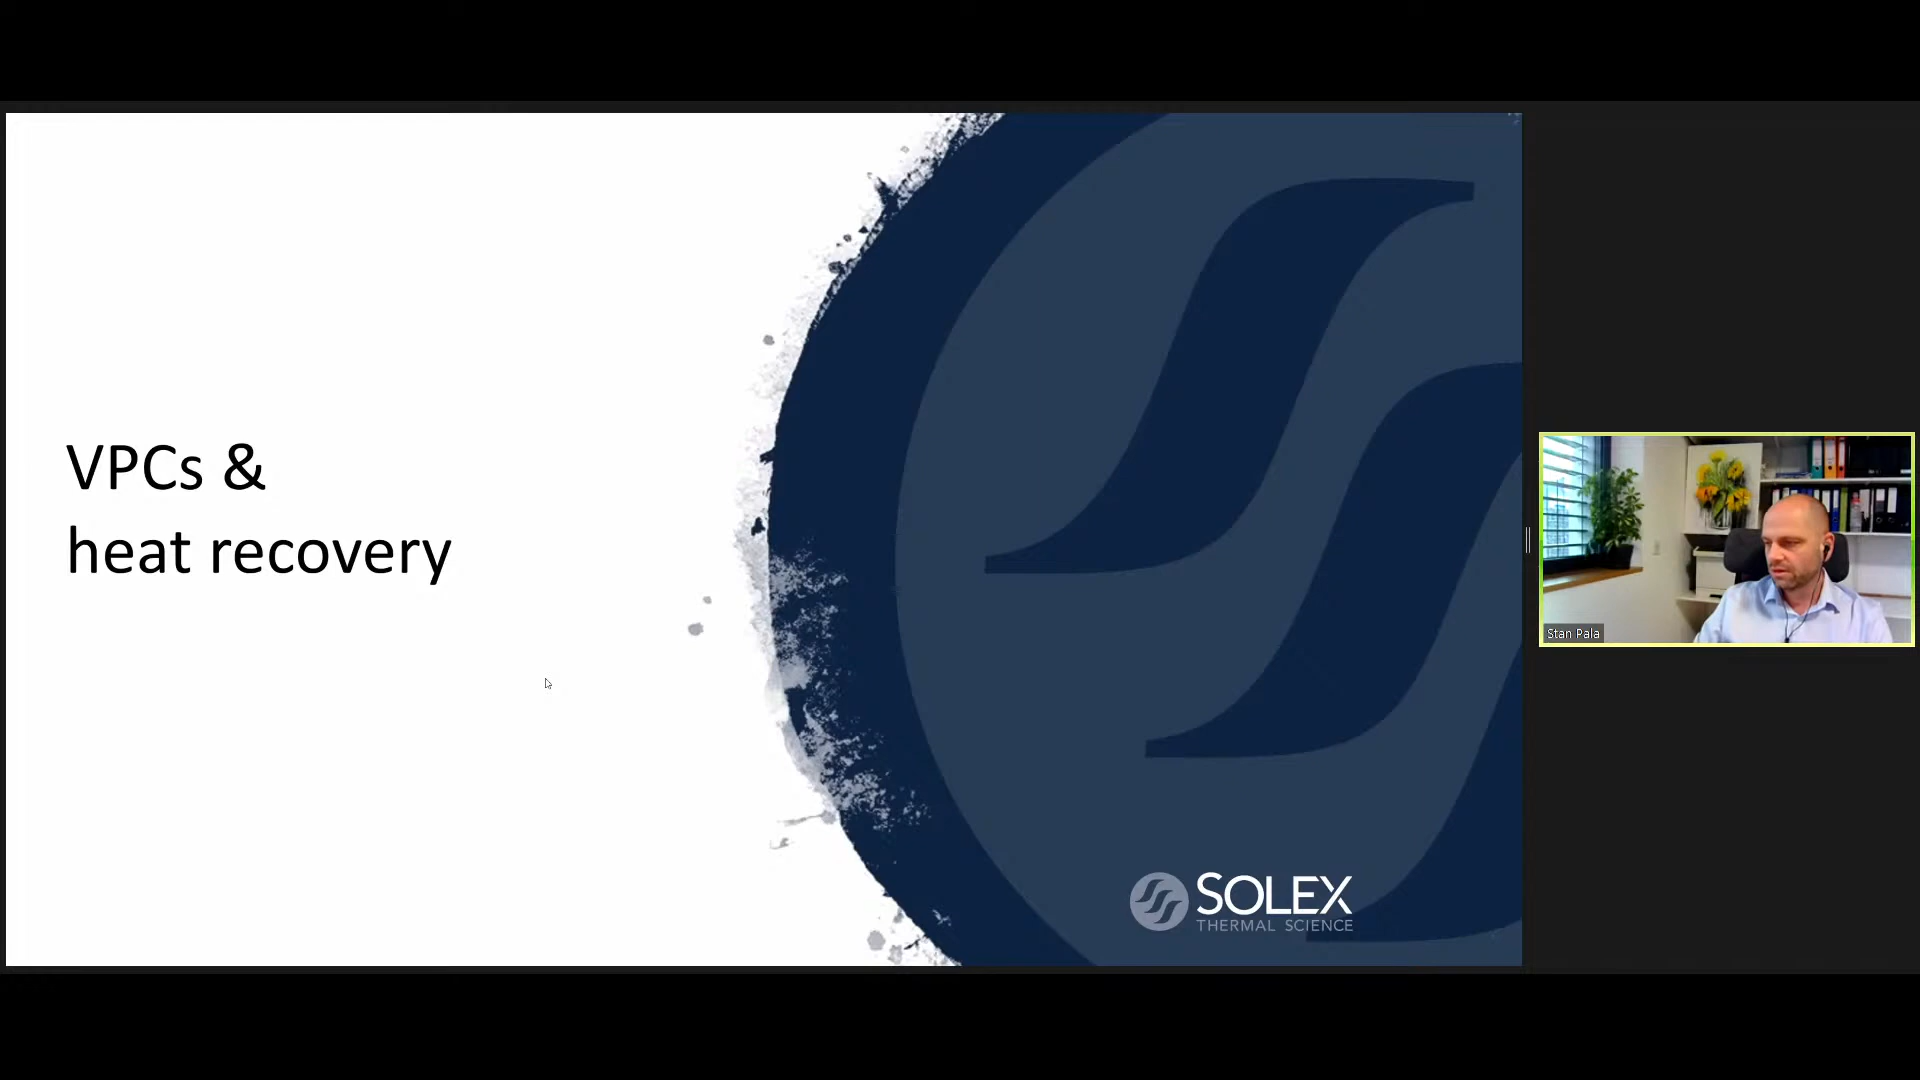 VPCs &
heat recovery
SOLEX
THERMAL SCIENCE
Stan Pala